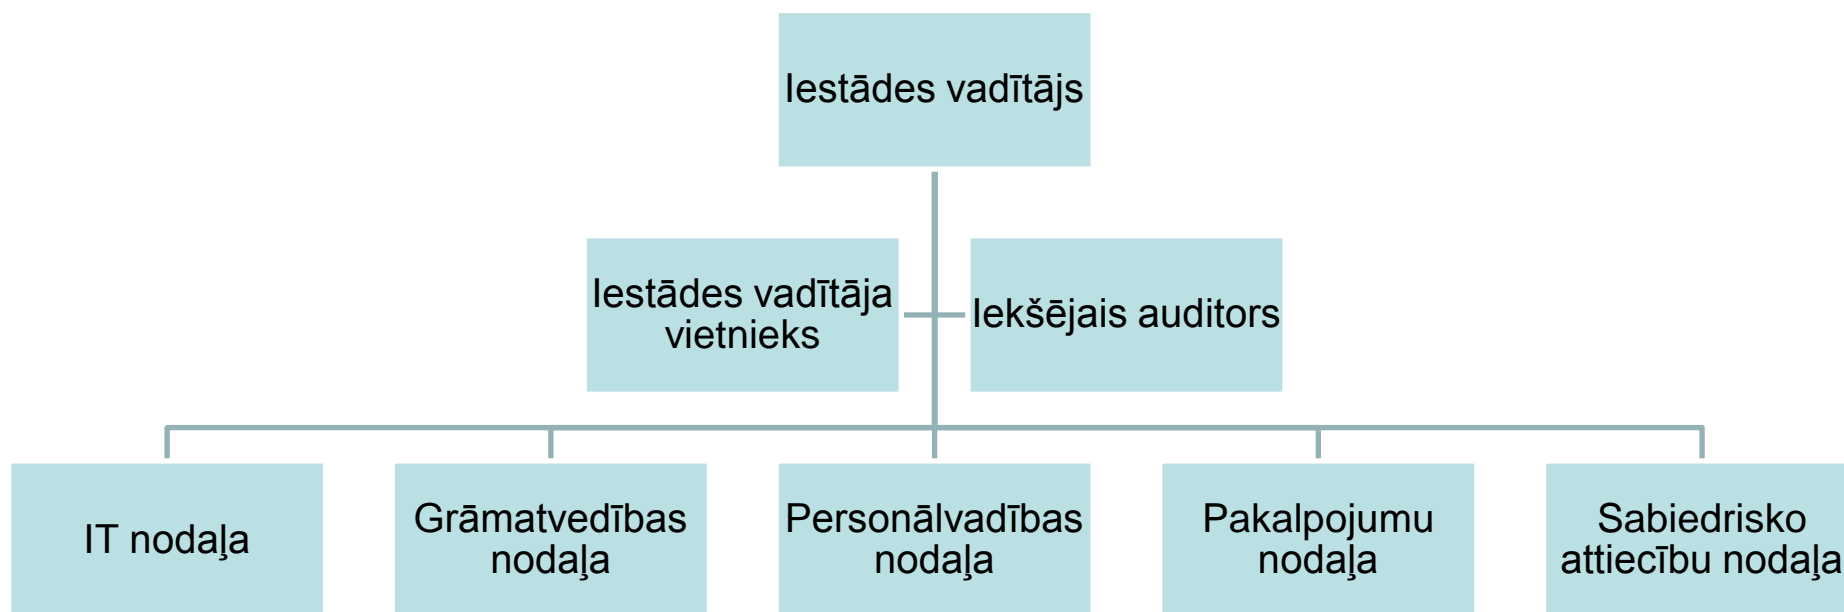 Iestādes vadītājs
Iestādes vadītāja
vietnieks
Iekšējais auditors
IT nodaļa
Grāmatvedības
nodaļa
Personālvadības
nodaļa
Pakalpojumu
nodaļa
Sabiedrisko
attiecību nodaļa